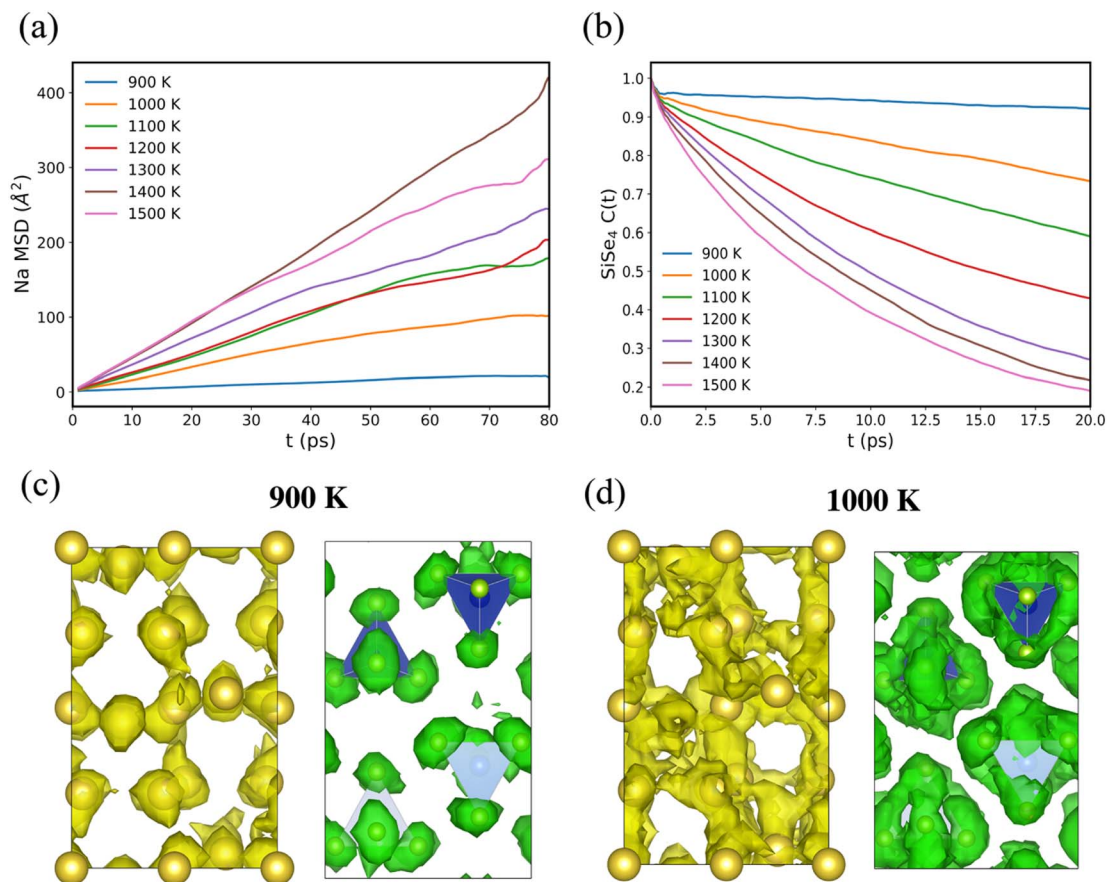 (a)
(b)
Na MSD (Å²)
400
300
200
100
0
900 K
1000 K
1100 K
1200 K
1300 K
1400 K
1500 K
0 10 20 30 40 50 60 70 80
t (ps)
SiSe₄ C(t)
1.0
0.9
0.8
0.7
0.6
0.5
0.4
0.3
0.2
900 K
1000 K
1100 K
1200 K
1300 K
1400 K
1500 K
0.0 2.5 5.0 7.5 10.0 12.5 15.0 17.5 20.0
t (ps)
(c)
900 K
(d)
1000 K